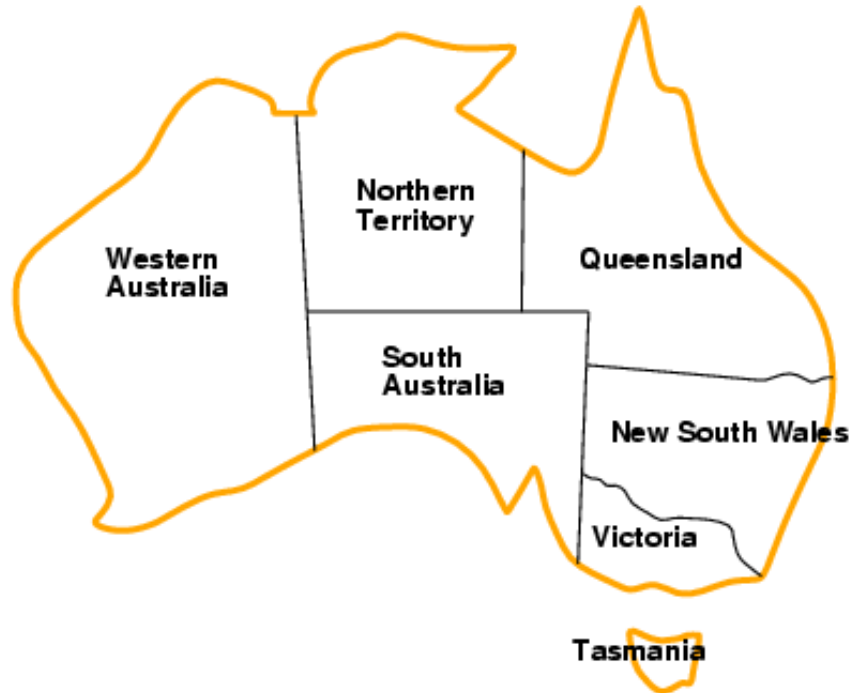 Northern
Territory
Western
Australia
Queensland
South
Australia
New South Wales
Victoria
Tasmania